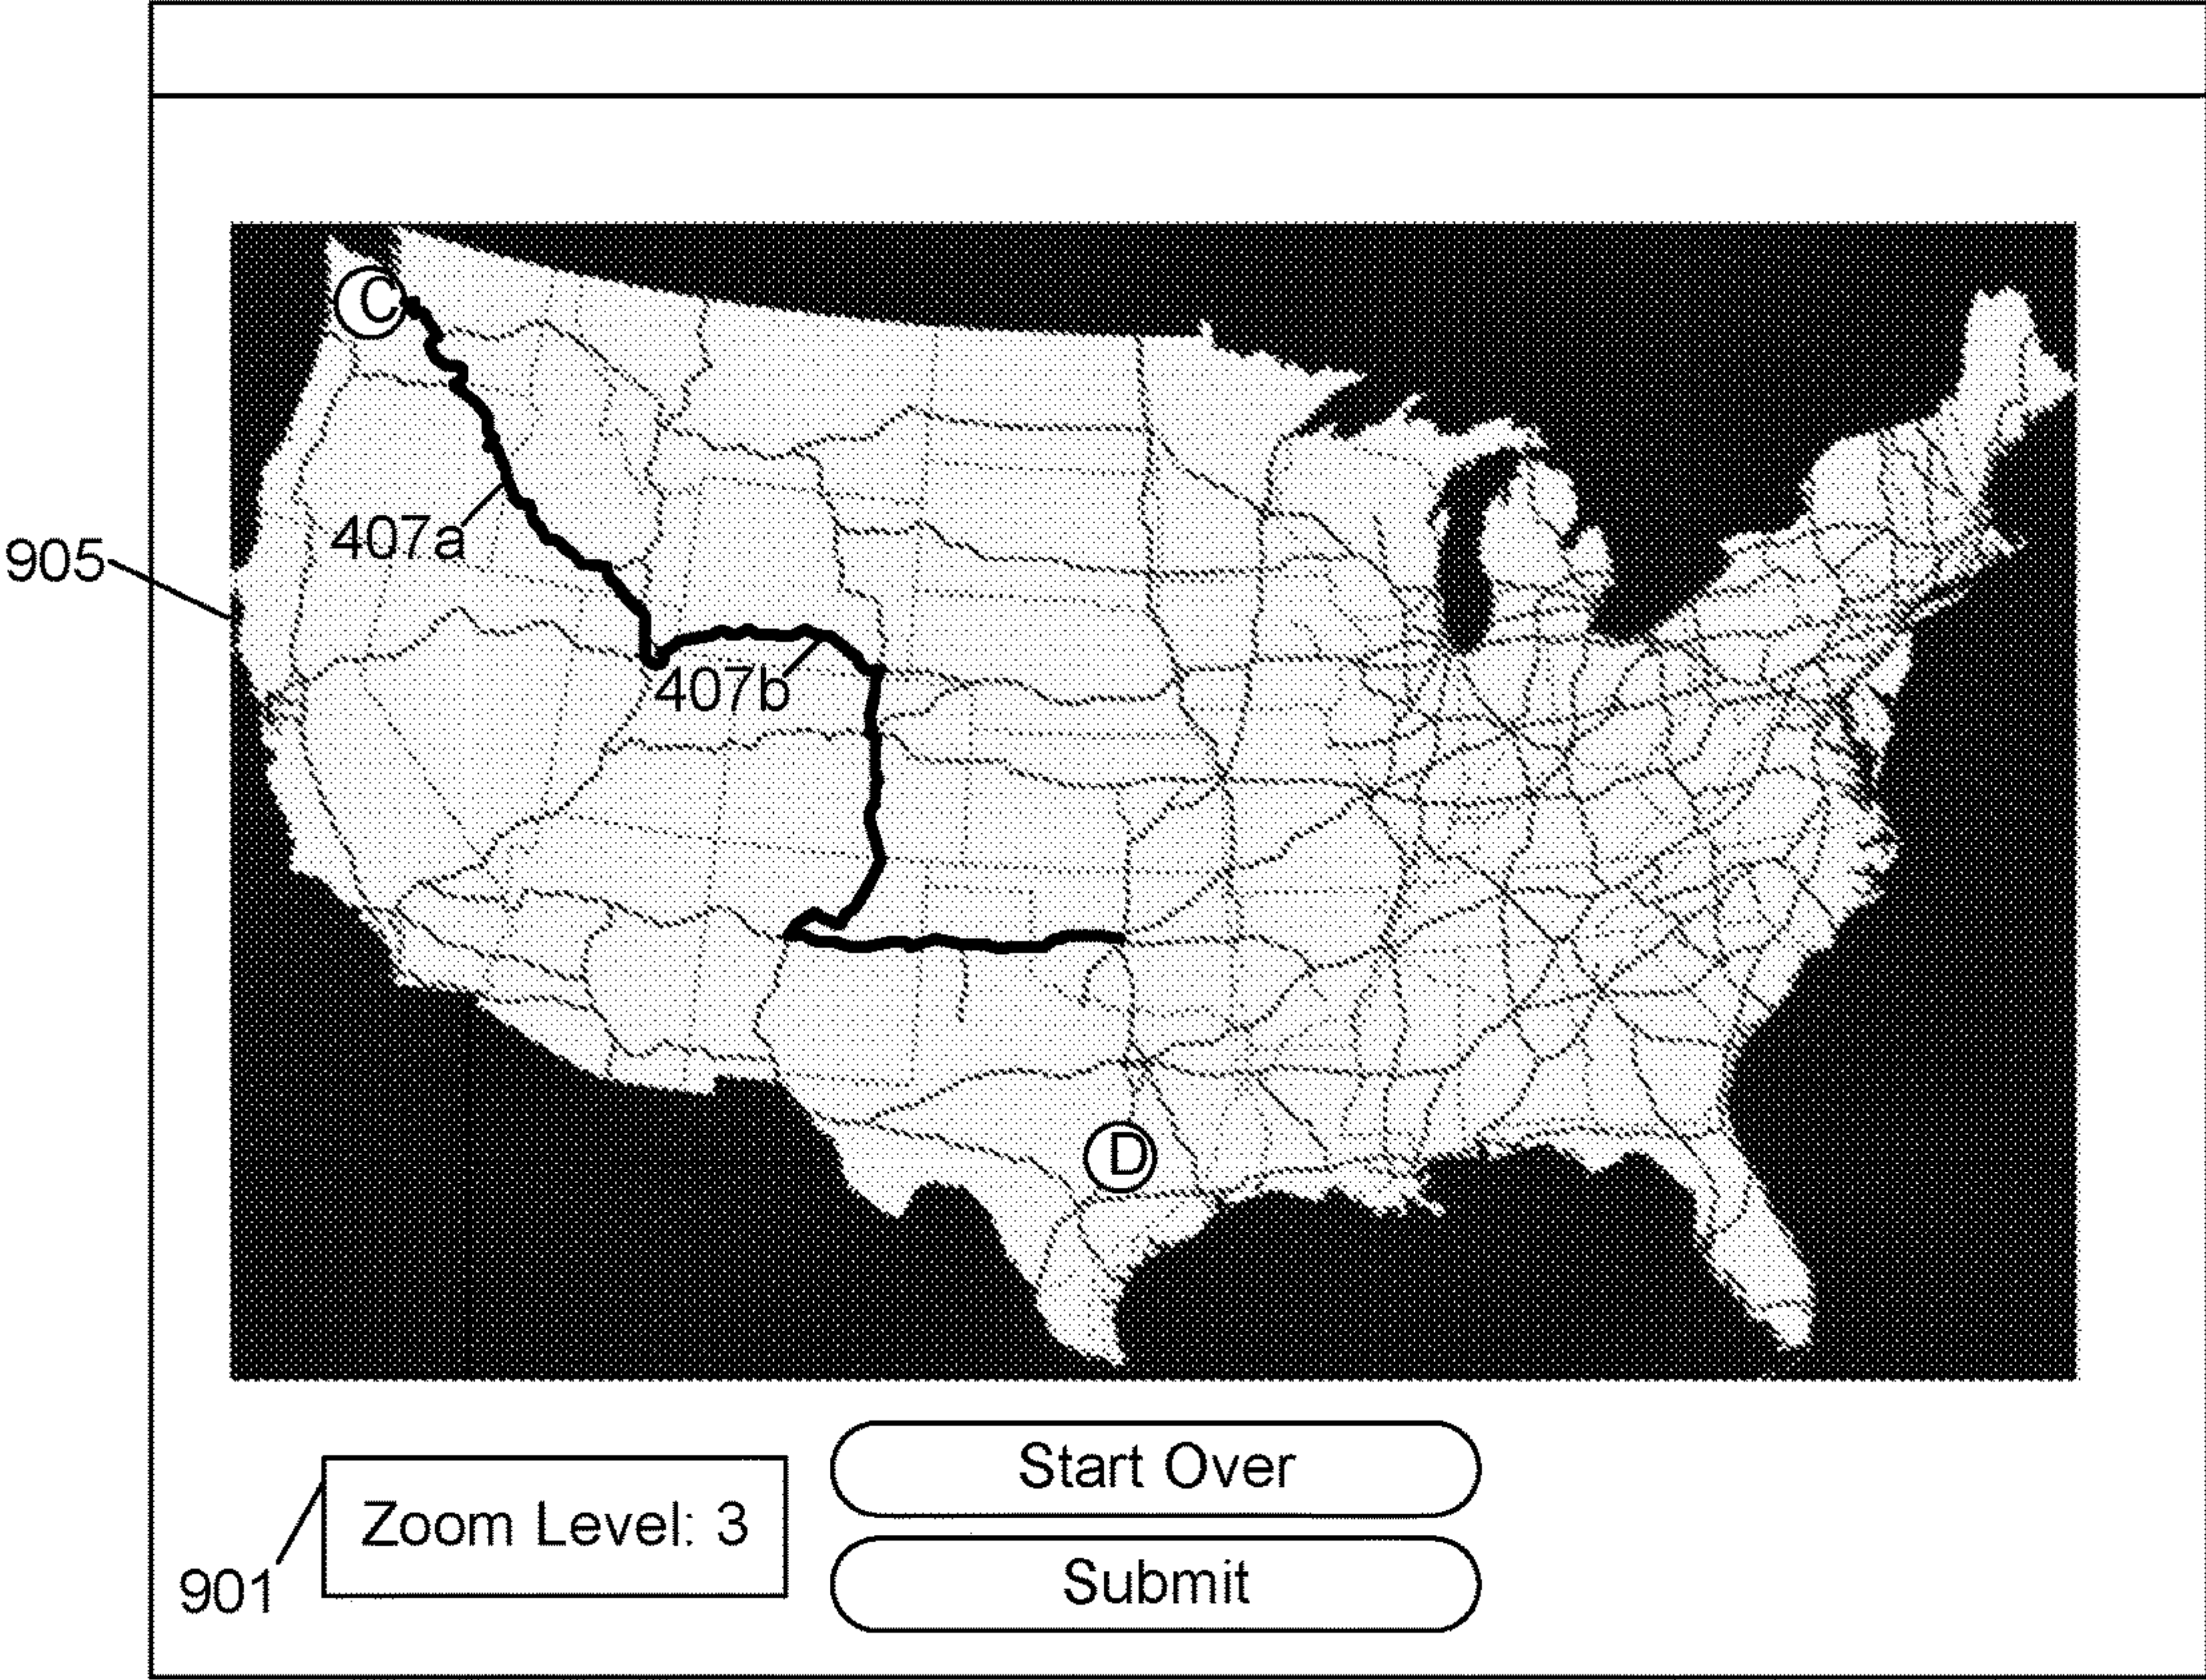 C
407a
905
407b
D
Start Over
Zoom Level: 3
Submit
901